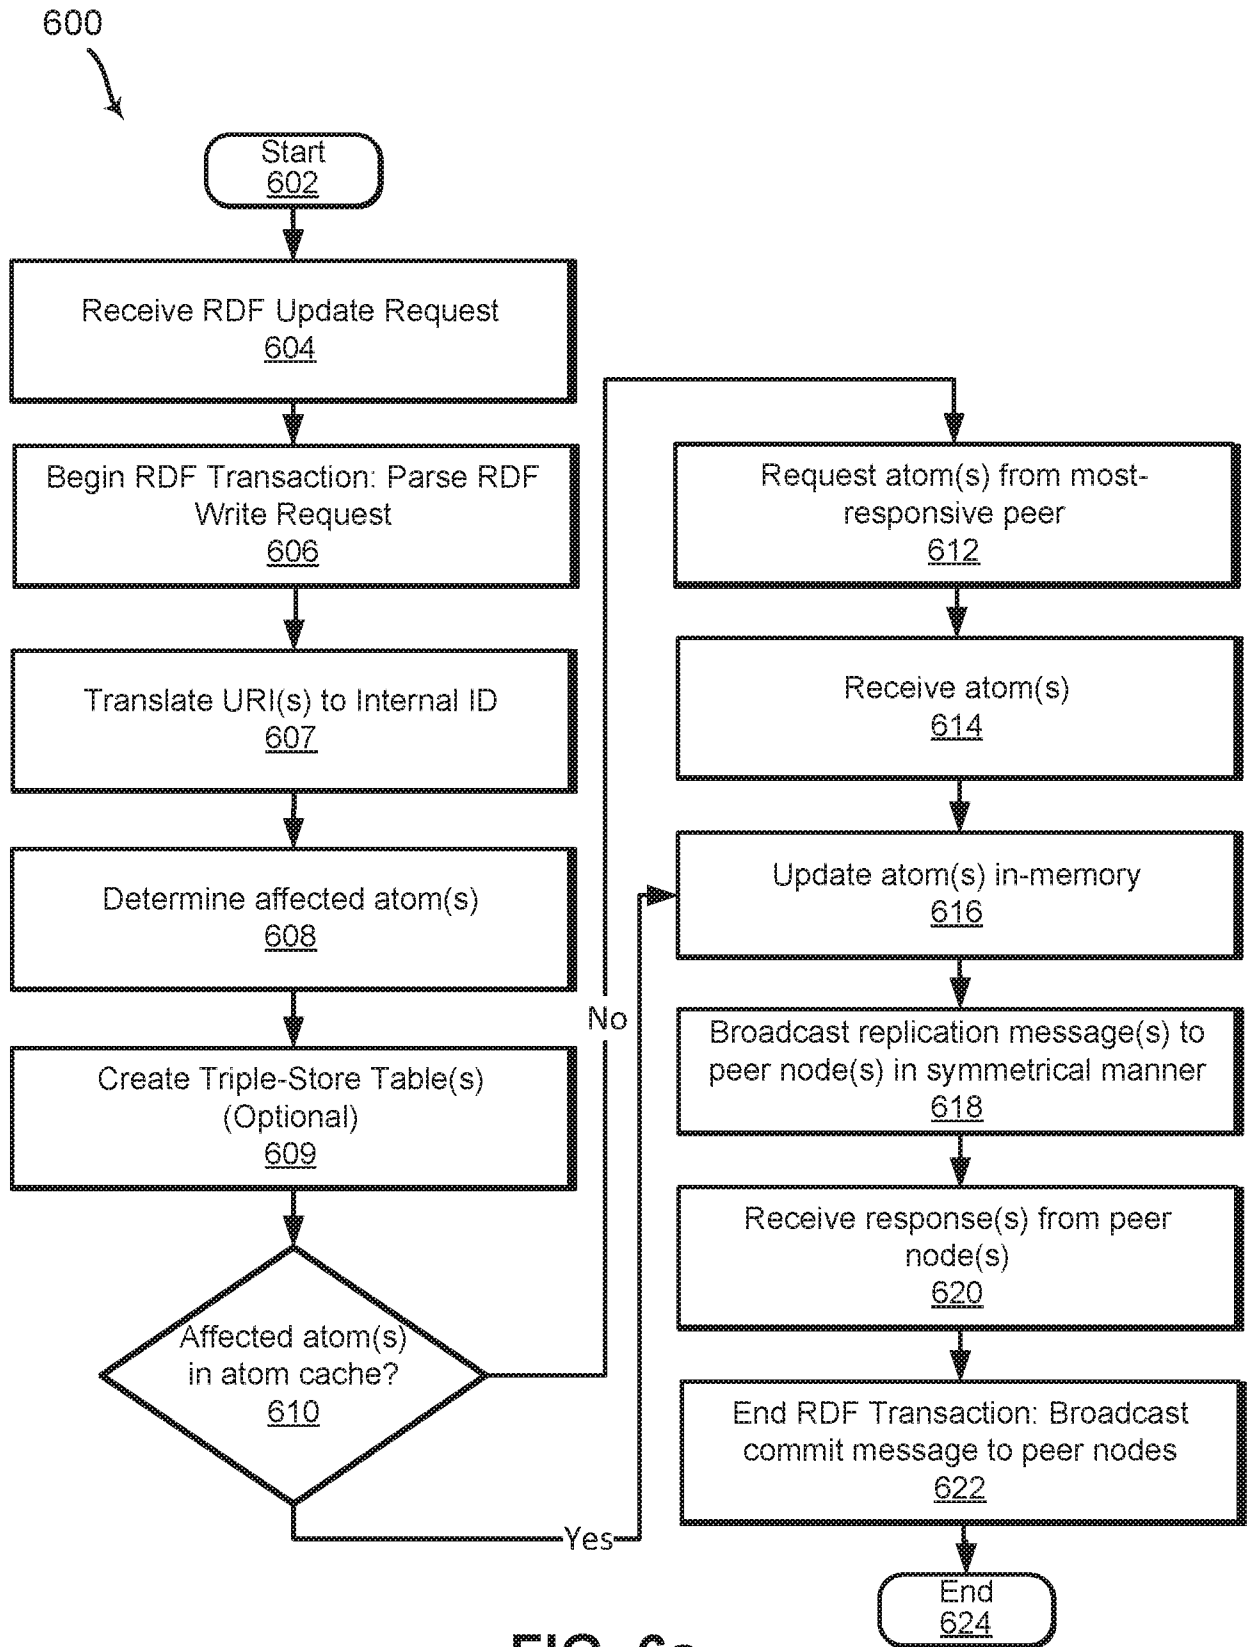 600
Start
602
Receive RDF Update Request
604
Begin RDF Transaction: Parse RDF
Write Request
606
Translate URI(s) to Internal ID
607
Determine affected atom(s)
608
Create Triple-Store Table(s)
(Optional)
609
Affected atom(s)
in atom cache?
610
No
Yes
Request atom(s) from most-
responsive peer
612
Receive atom(s)
614
Update atom(s) in-memory
616
Broadcast replication message(s) to
peer node(s) in symmetrical manner
618
Receive response(s) from peer
node(s)
620
End RDF Transaction: Broadcast
commit message to peer nodes
622
End
624